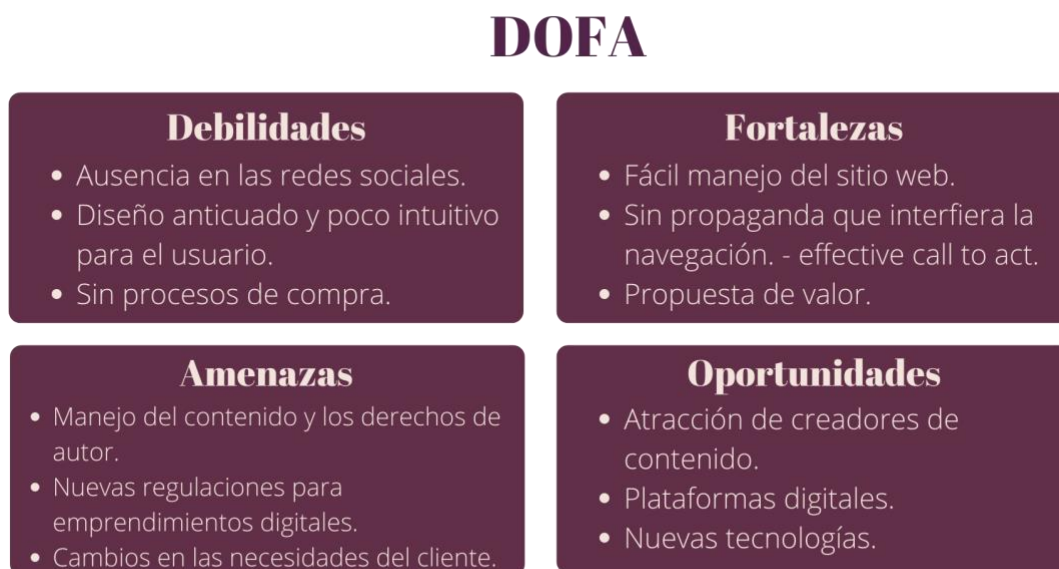 DOFA
Debilidades
• Ausencia en las redes sociales.
• Diseño anticuado y poco intuitivo
para el usuario.
• Sin procesos de compra.
Fortalezas
• Fácil manejo del sitio web.
• Sin propaganda que interfiera la
navegación. - effective call to act.
• Propuesta de valor.
Amenazas
• Manejo del contenido y los derechos de
autor.
• Nuevas regulaciones para
emprendimientos digitales.
• Cambios en las necesidades del cliente.
Oportunidades
• Atracción de creadores de
contenido.
• Plataformas digitales.
• Nuevas tecnologías.